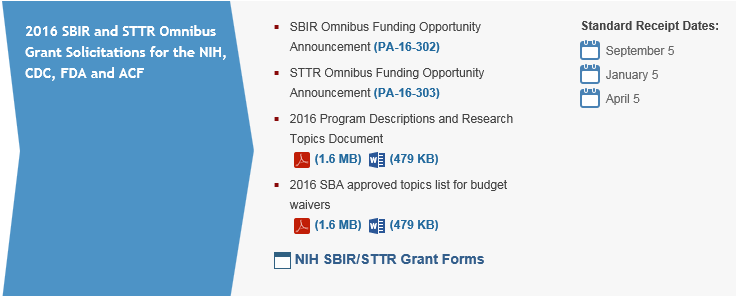 2016 SBIR and STTR Omnibus
Grant Solicitations for the NIH,
CDC, FDA and ACF
SBIR Omnibus Funding Opportunity
Announcement (PA-16-302)
STTR Omnibus Funding Opportunity
Announcement (PA-16-303)
2016 Program Descriptions and Research
Topics Document
(1.6 MB) (479 KB)
2016 SBA approved topics list for budget
waivers
(1.6 MB) (479 KB)
NIH SBIR/STTR Grant Forms
Standard Receipt Dates:
September 5
January 5
April 5